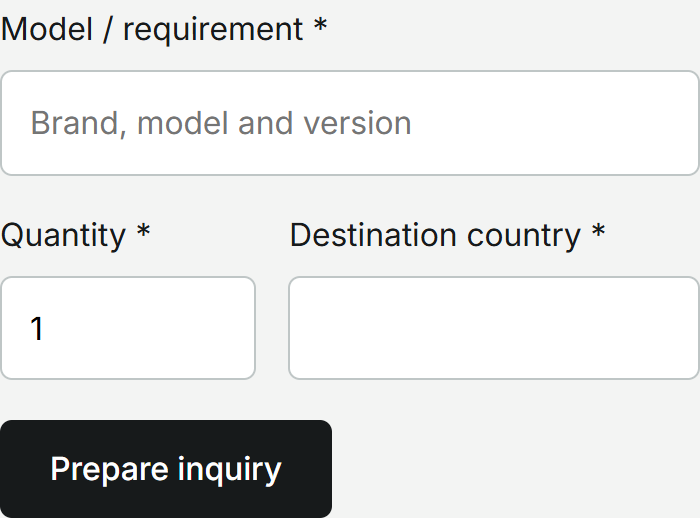 Model / requirement *
Brand, model and version
Quantity * Destination country *
1
Prepare inquiry